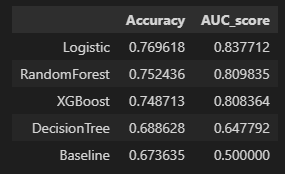 Accuracy AUC_score
Logistic 0.769618 0.837712
RandomForest 0.752436 0.809835
XGBoost 0.748713 0.808364
DecisionTree 0.688628 0.647792
Baseline 0.673635 0.500000